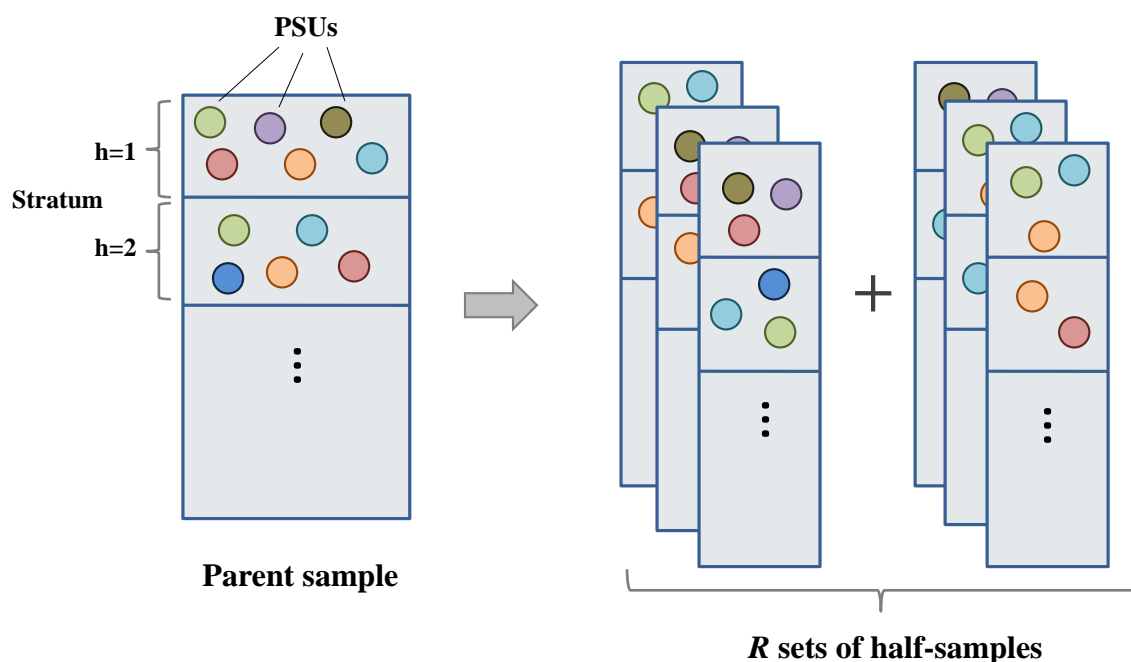 PSUs
h=1
Stratum
h=2
Parent sample
R sets of half-samples